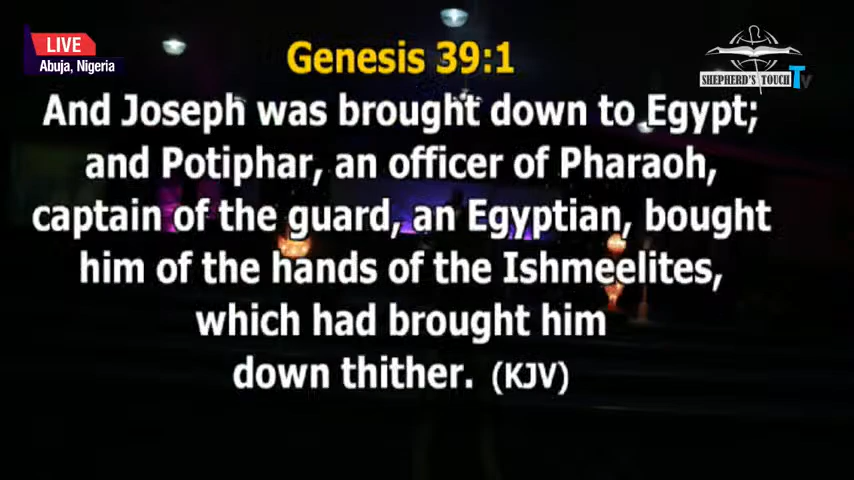 LIVE
Abuja, Nigeria
SHEPHERD'S TOUCH Tv
Genesis 39:1
And Joseph was brought down to Egypt;
and Potiphar, an officer of Pharaoh,
captain of the guard, an Egyptian, bought
him of the hands of the Ishmeelites,
which had brought him
down thither. (KJV)